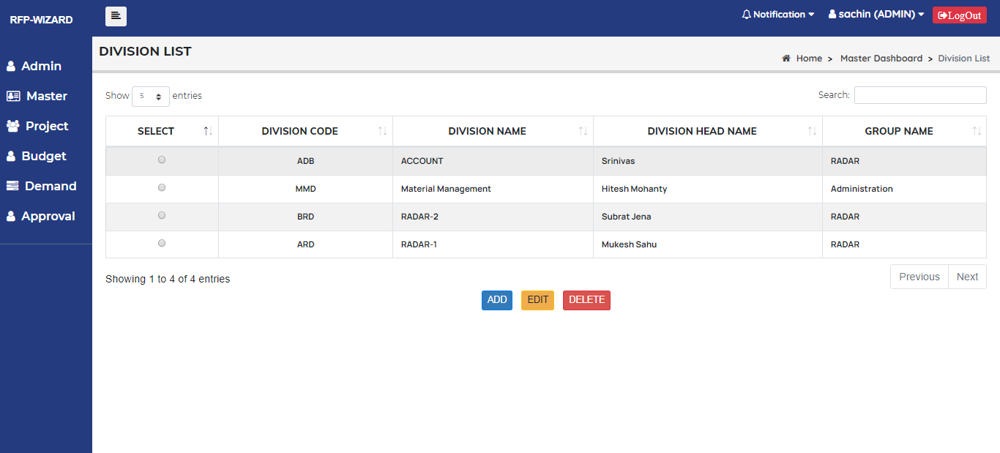 RFP-WIZARD
Notification
sachin (ADMIN)
LogOut
Admin
Master
Project
Budget
Demand
Approval
DIVISION LIST
Home > Master Dashboard > Division List
Show 5 entries
Search:
SELECT DIVISION CODE DIVISION NAME DIVISION HEAD NAME GROUP NAME
ADB ACCOUNT Srinivas RADAR
MMD Material Management Hitesh Mohanty Administration
BRD RADAR-2 Subrat Jena RADAR
ARD RADAR-1 Mukesh Sahu RADAR
Showing 1 to 4 of 4 entries
Previous Next
ADD EDIT DELETE